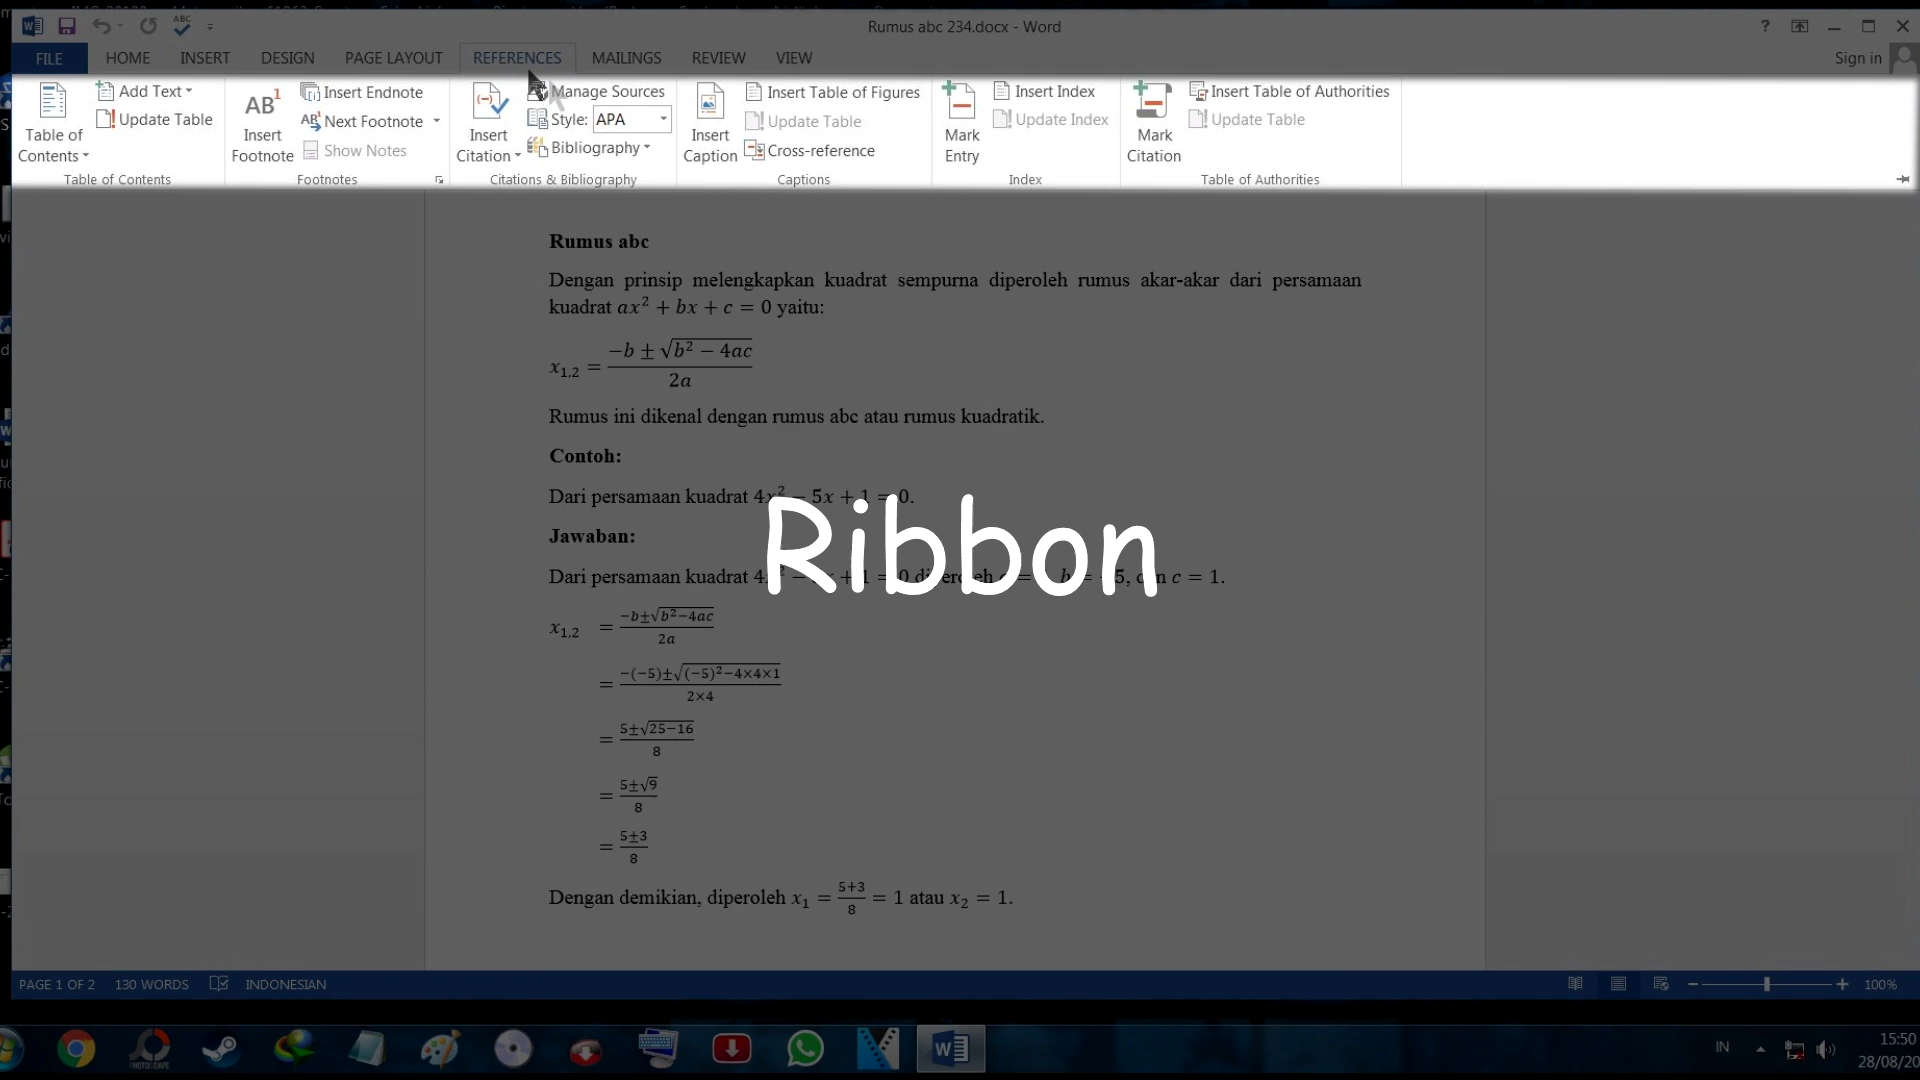 Rumus abc 234.docx - Word
FILE HOME INSERT DESIGN PAGE LAYOUT REFERENCES MAILINGS REVIEW VIEW Sign in
Table of Contents
Add Text
Update Table
Table of Contents
AB¹
Insert Footnote
Insert Endnote
Next Footnote
Show Notes
Footnotes
Insert Citation
Manage Sources
Style: APA
Bibliography
Citations & Bibliography
Insert Caption
Insert Table of Figures
Update Table
Cross-reference
Captions
Mark Entry
Insert Index
Update Index
Index
Mark Citation
Insert Table of Authorities
Update Table
Table of Authorities
Rumus abc
Dengan prinsip melengkapkan kuadrat sempurna diperoleh rumus akar-akar dari persamaan
kuadrat ax² + bx + c = 0 yaitu:
x₁,₂ = (−b ± √(b² − 4ac)) / 2a
Rumus ini dikenal dengan rumus abc atau rumus kuadratik.
Contoh:
Dari persamaan kuadrat 4x² − 5x + 1 = 0.
Jawaban:
Ribbon
Dari persamaan kuadrat c = 1.
x₁,₂ = (−b±√(b²−4ac)) / 2a
= (−(−5)±√((−5)²−4×4×1)) / 2×4
= (5±√(25−16)) / 8
= (5±√9) / 8
= (5±3) / 8
Dengan demikian, diperoleh x₁ = (5+3) / 8 = 1 atau x₂ = 1.
PAGE 1 OF 2 130 WORDS INDONESIAN 100%
IN 15:50
28/08/20